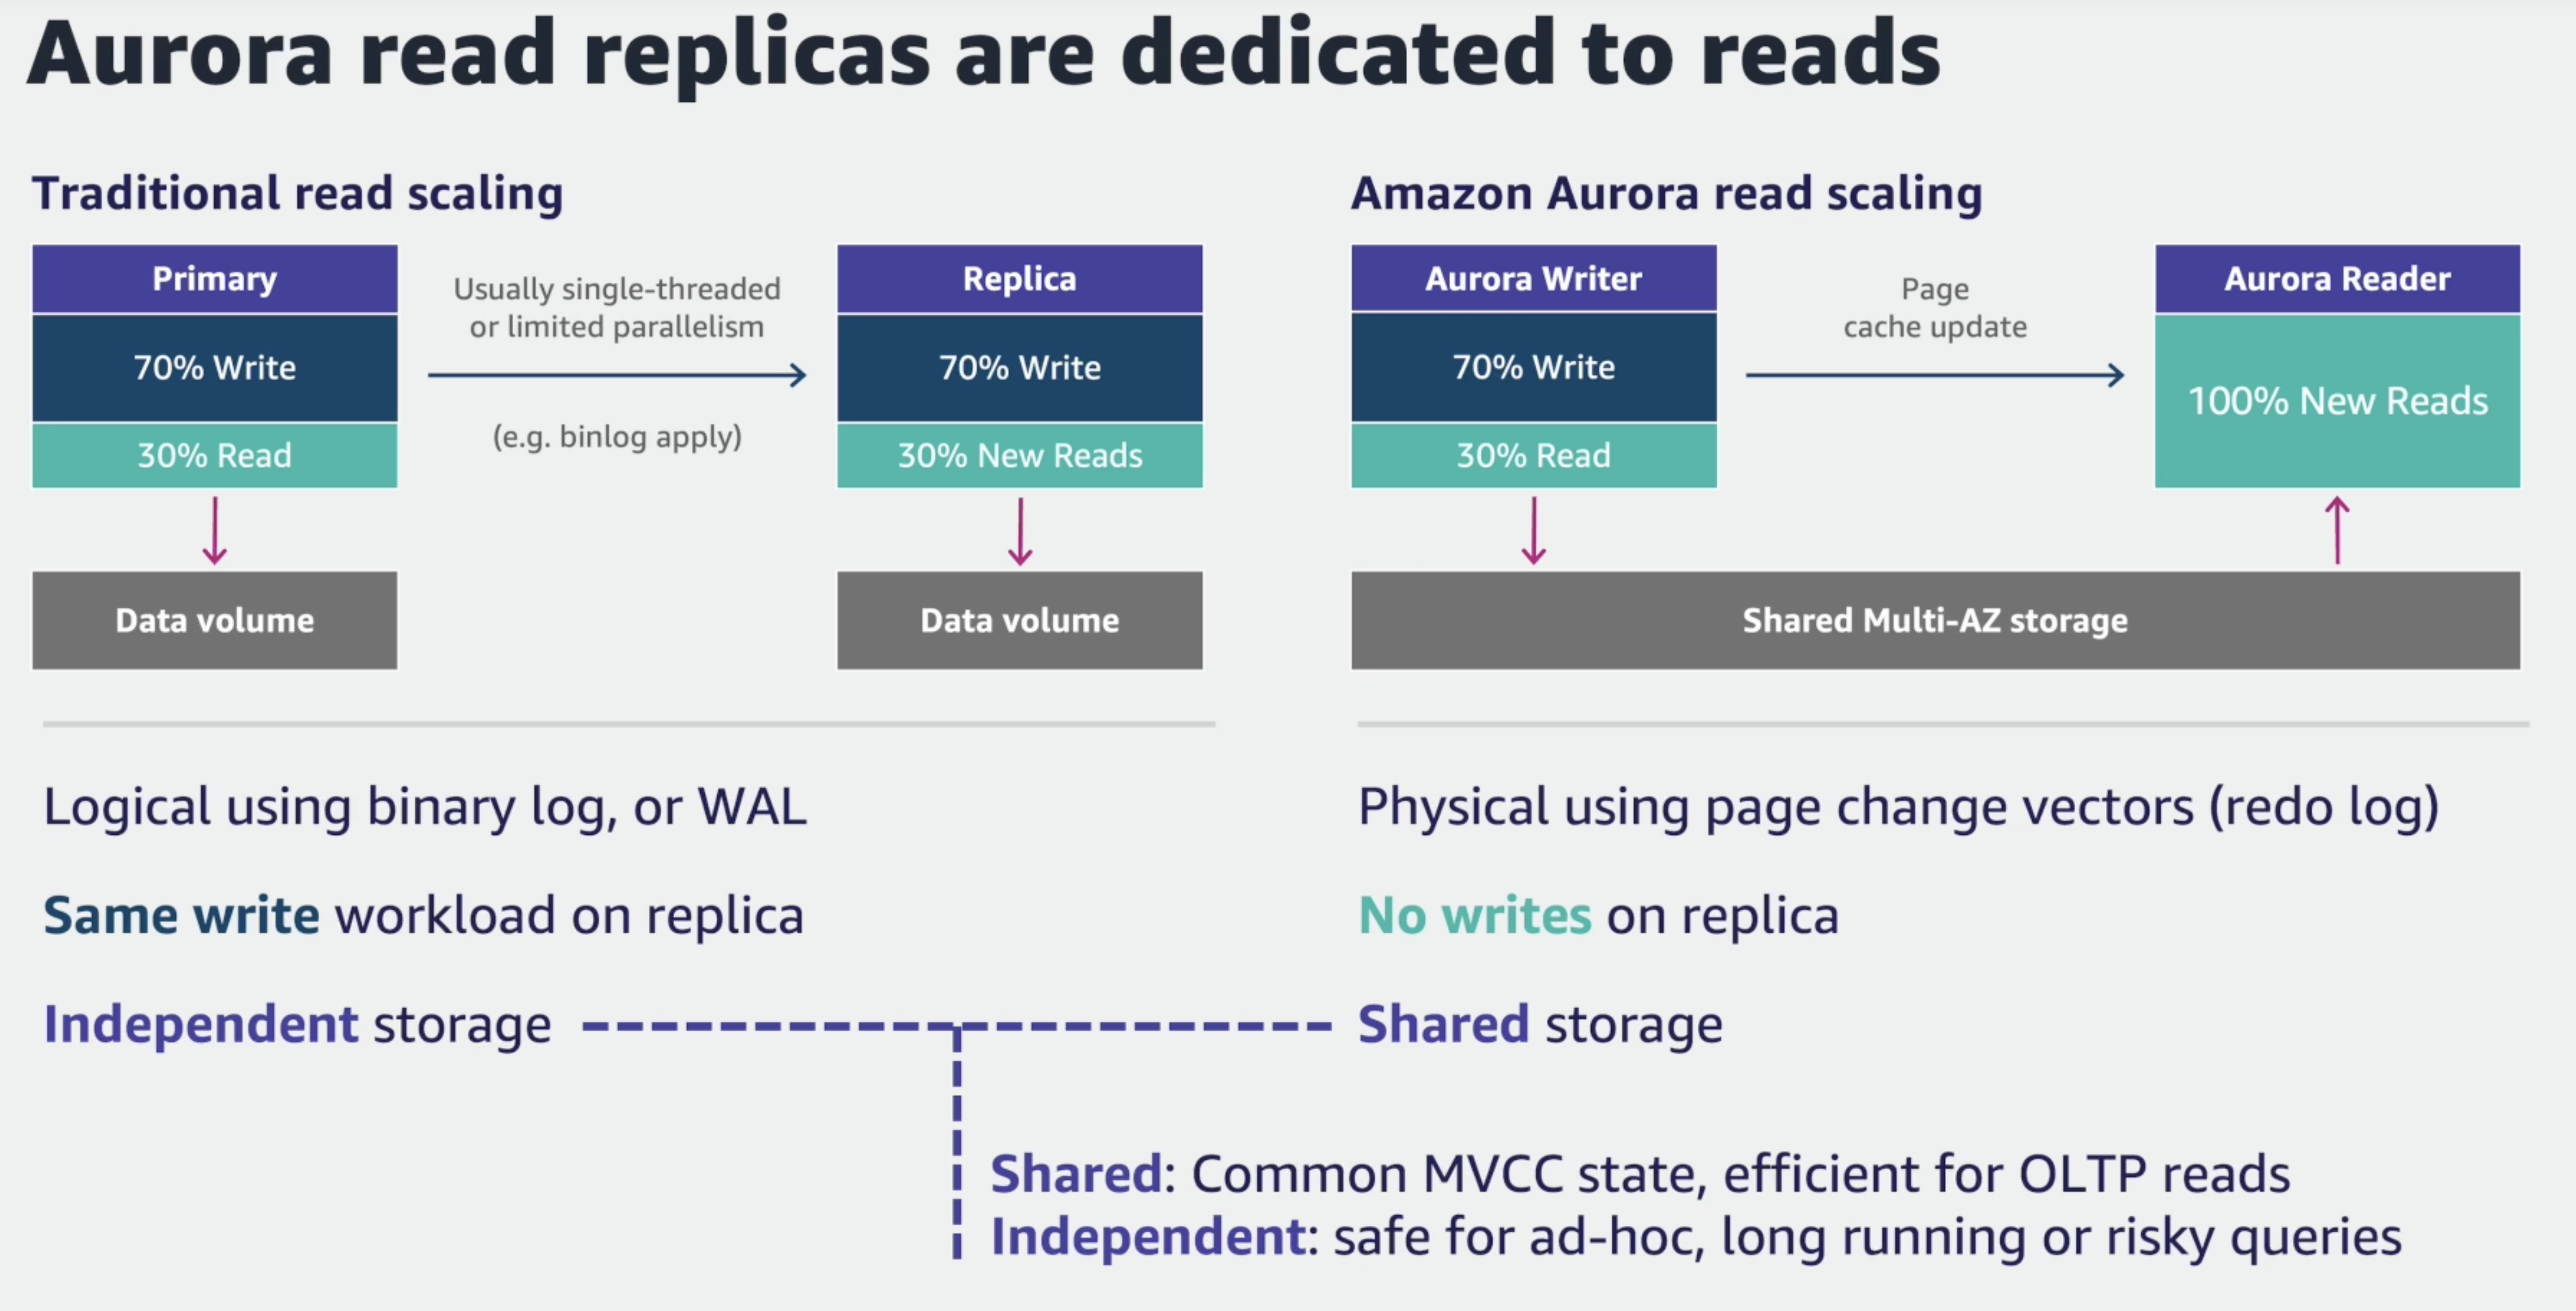 Aurora read replicas are dedicated to reads
Traditional read scaling
Primary
70% Write
30% Read
Usually single-threaded
or limited parallelism
(e.g. binlog apply)
Replica
70% Write
30% New Reads
Data volume
Data volume
Logical using binary log, or WAL
Same write workload on replica
Independent storage
Amazon Aurora read scaling
Aurora Writer
70% Write
30% Read
Page
cache update
Aurora Reader
100% New Reads
Shared Multi-AZ storage
Physical using page change vectors (redo log)
No writes on replica
Shared storage
Shared: Common MVCC state, efficient for OLTP reads
Independent: safe for ad-hoc, long running or risky queries